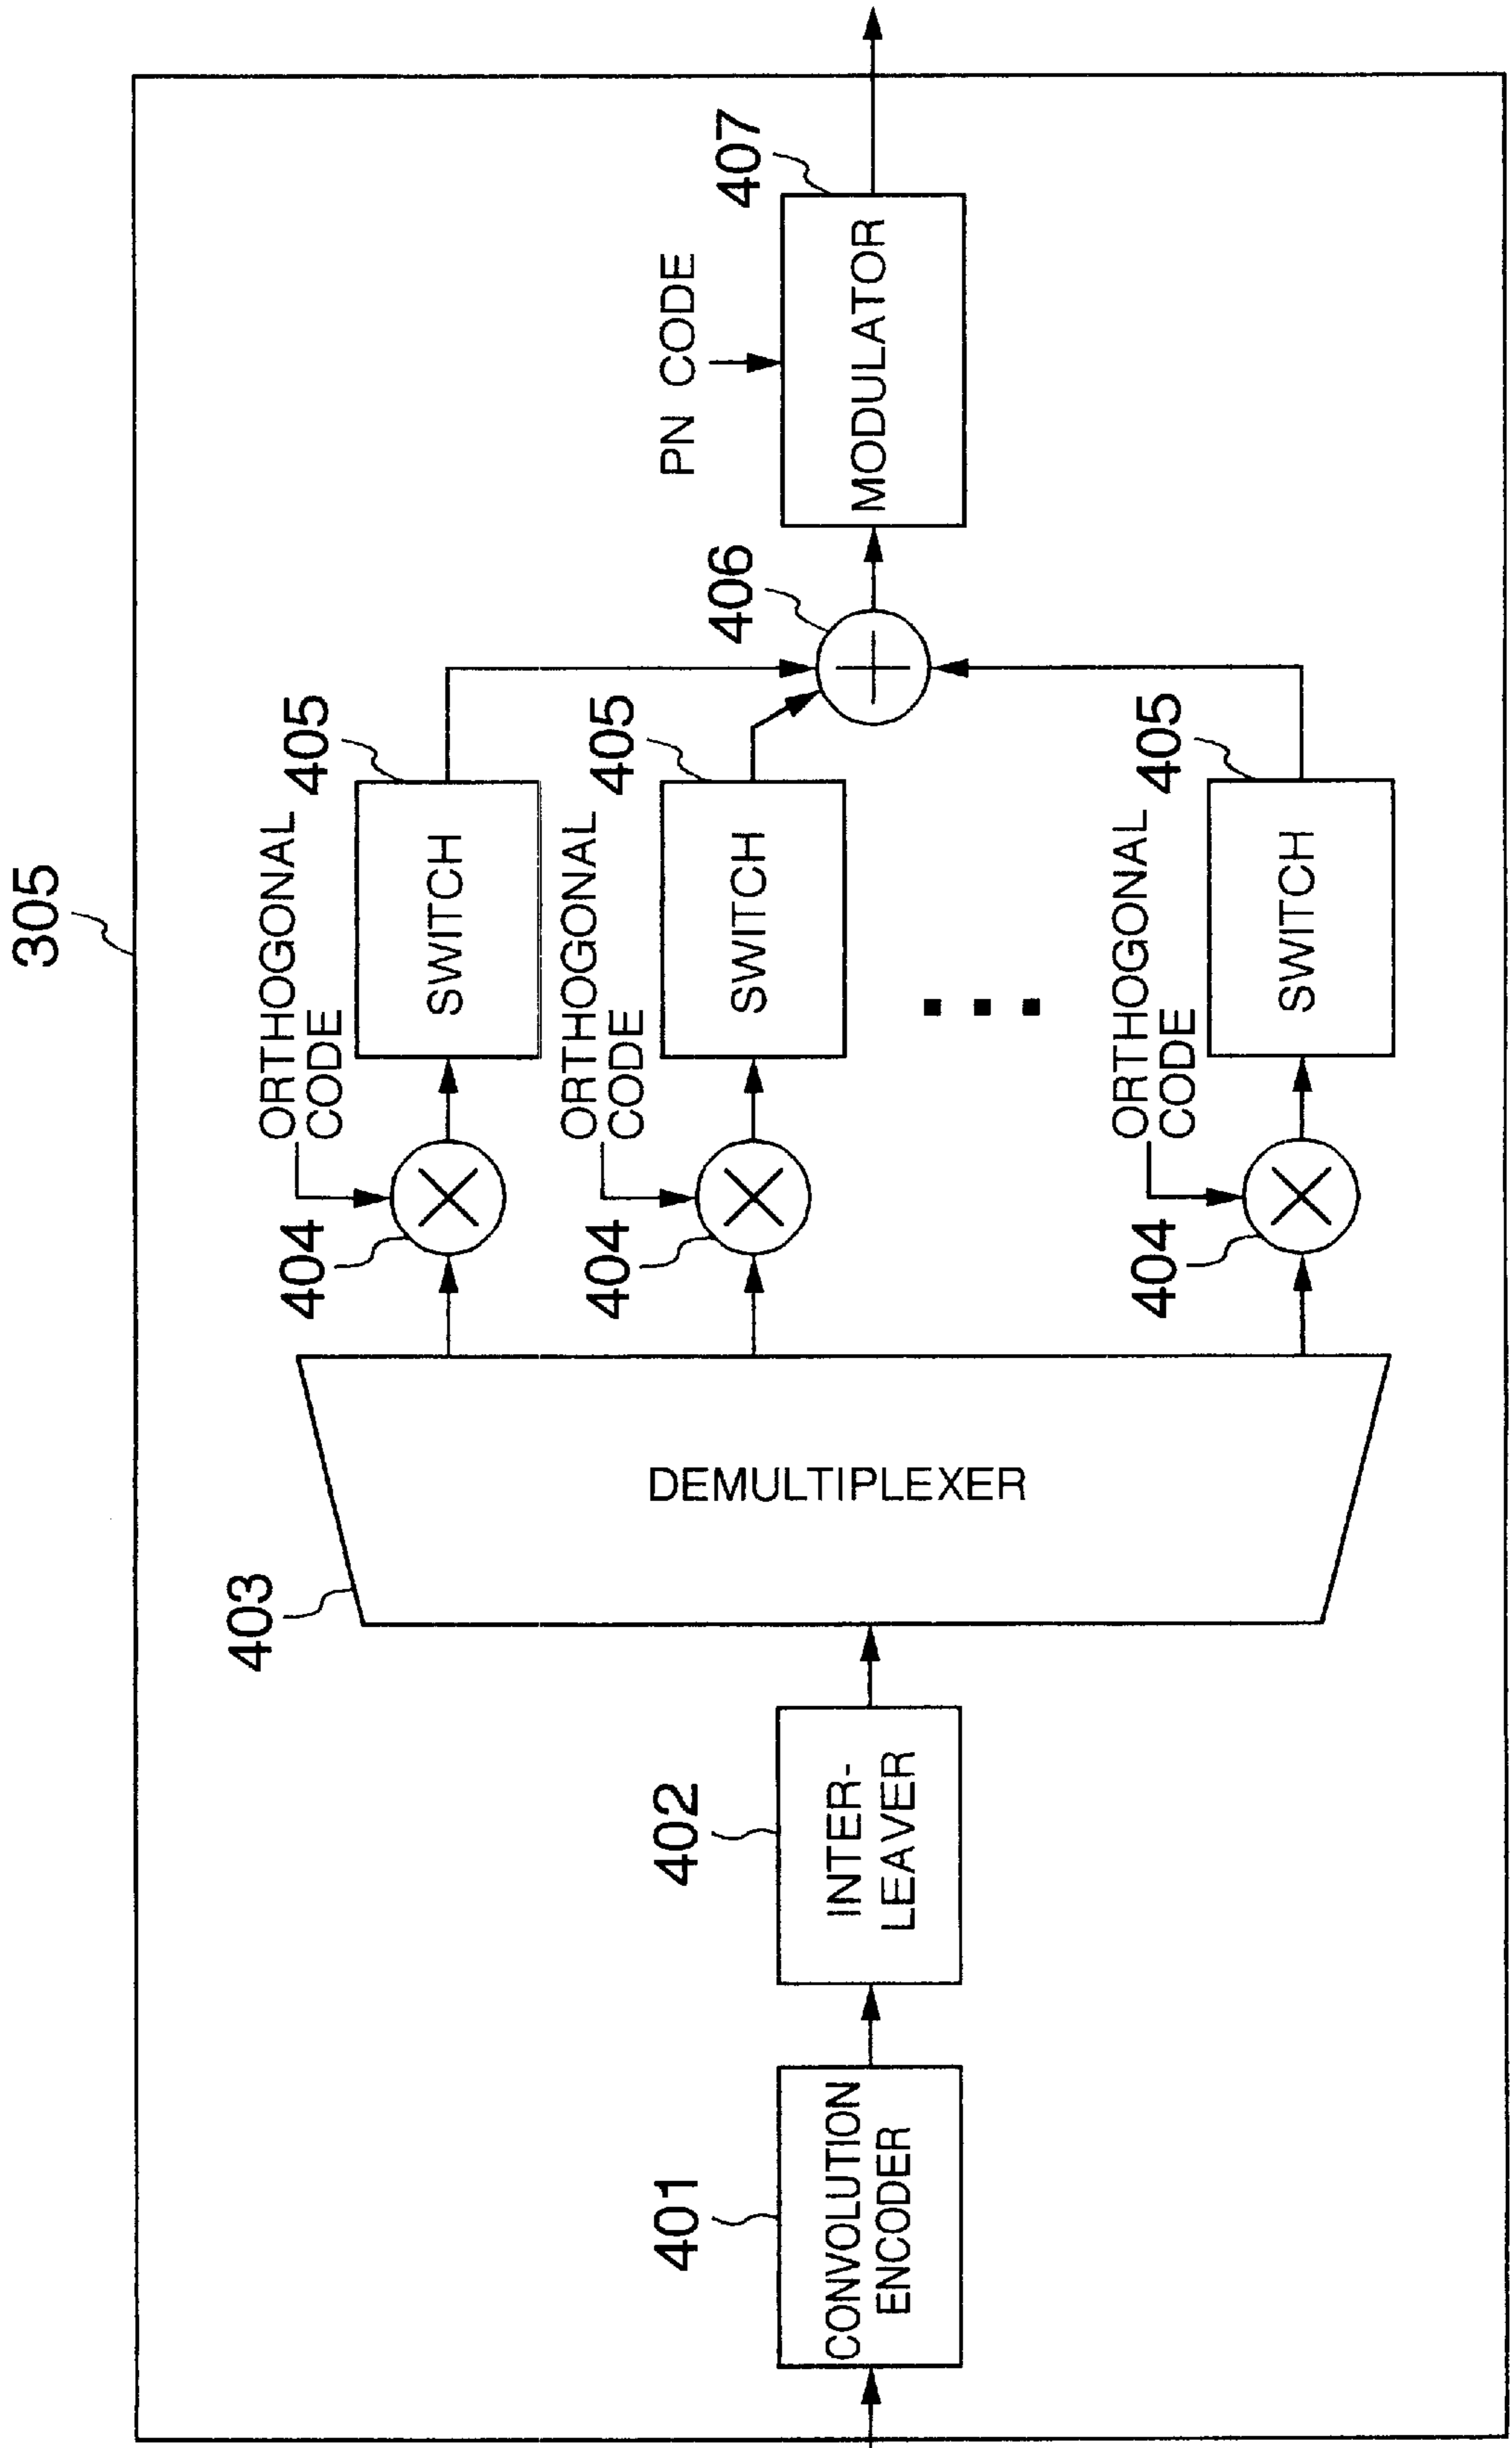 305
401
CONVOLUTION
ENCODER
402
INTER-
LEAVER
403
DEMULTIPLEXER
404
ORTHOGONAL
CODE
405
SWITCH
404
ORTHOGONAL
CODE
405
SWITCH
404
ORTHOGONAL
CODE
405
SWITCH
406
PN CODE
407
MODULATOR